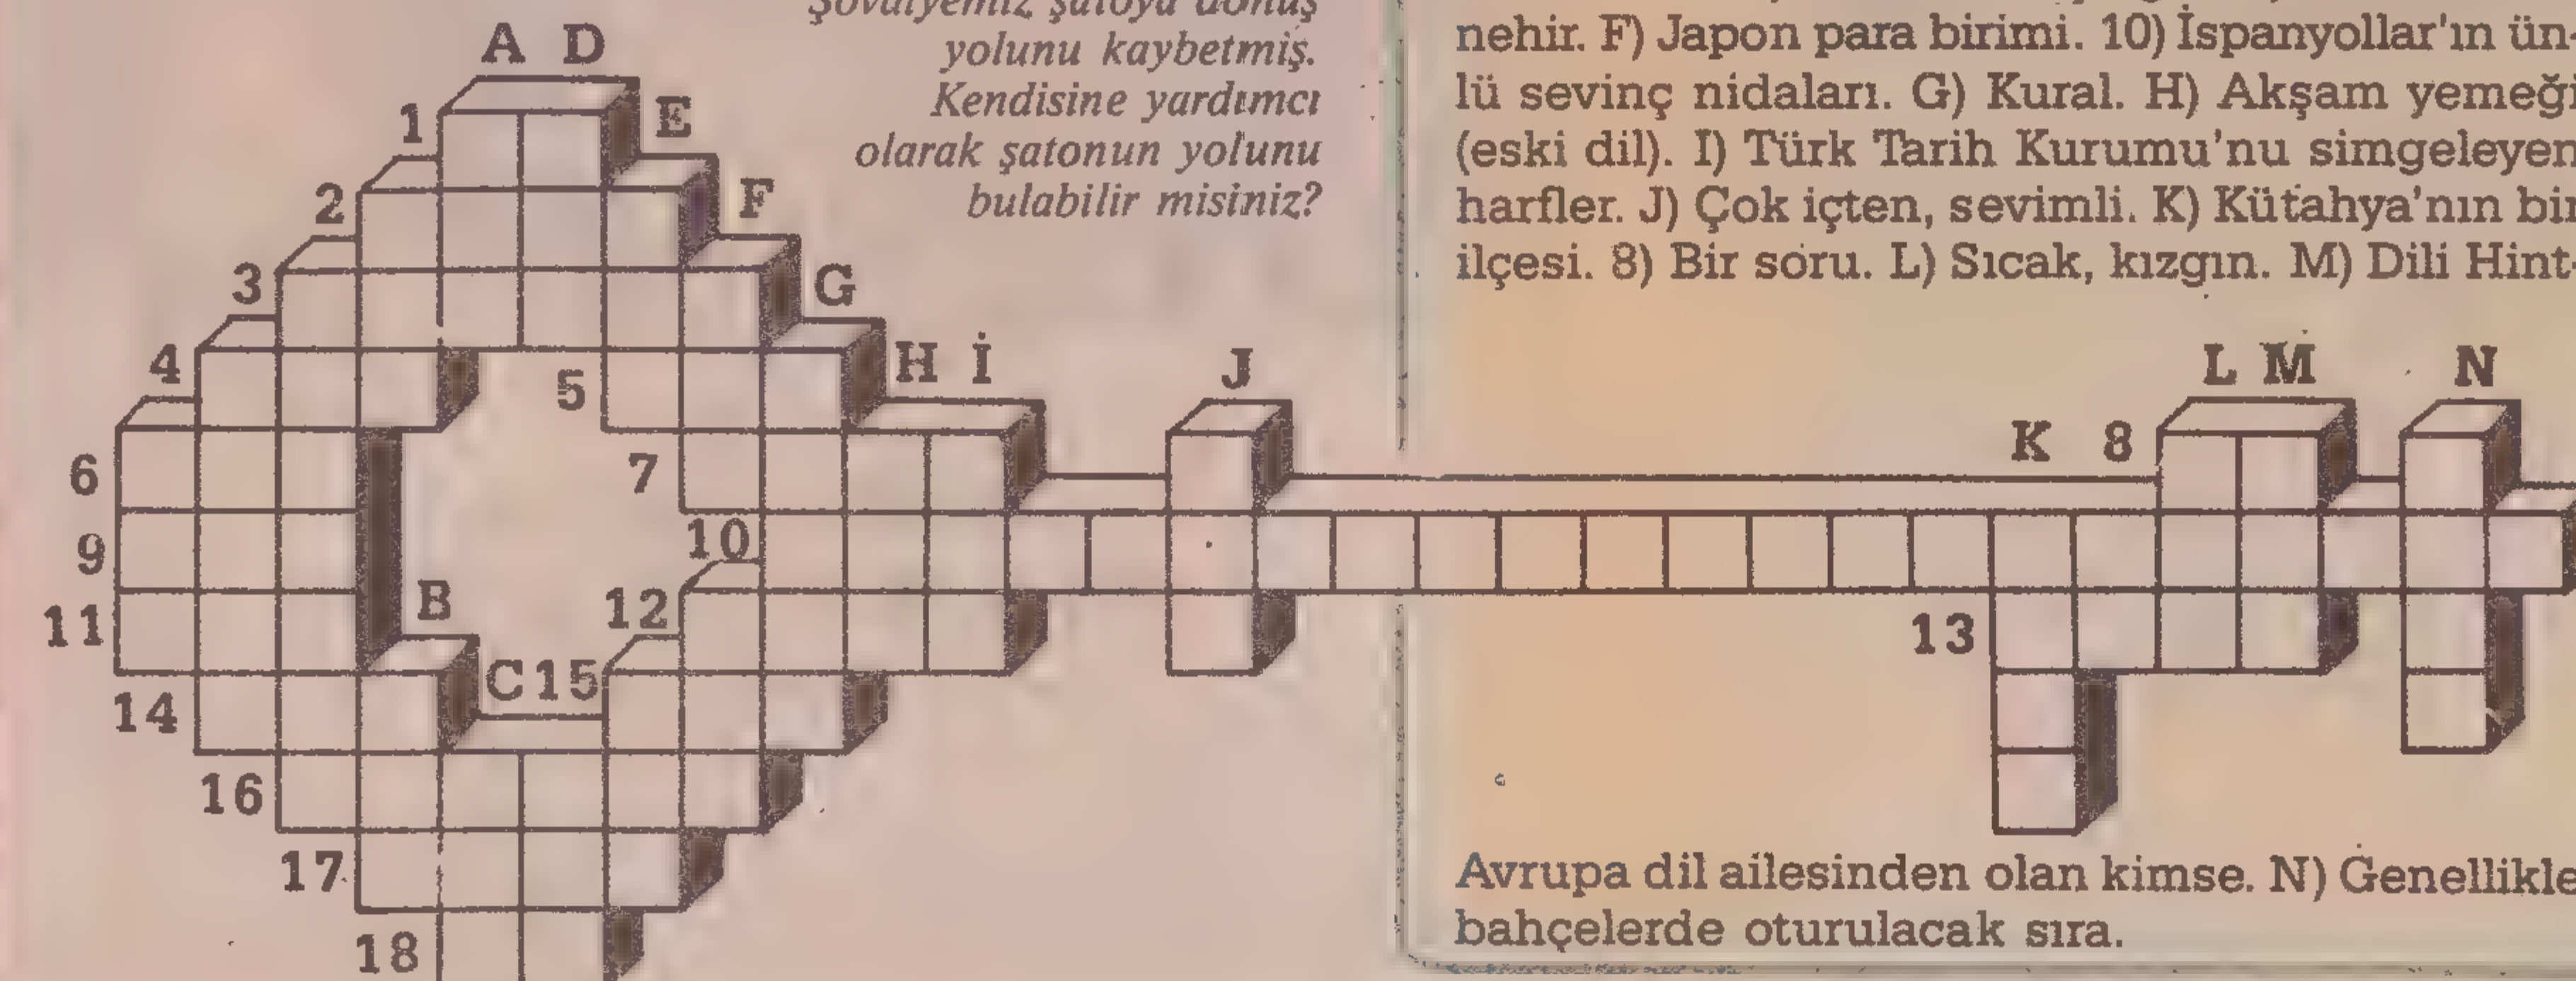 Şövalyemiz şatoya dönüş
yolunu kaybetmiş.
Kendisine yardımcı
olarak şatonun yolunu
bulabilir misiniz?
nehir. F) Japon para birimi. 10) İspanyollar'ın ün-
lü sevinç nidaları. G) Kural. H) Akşam yemeği
(eski dil). I) Türk Tarih Kurumu'nu simgeleyen
harfler. J) Çok içten, sevimli. K) Kütahya'nın bir
ilçesi. 8) Bir soru. L) Sıcak, kızgın. M) Dili Hint-
A D
1 E
2 F
3 G
4 5 H İ J
L M N
6 7 K 8
9 10
11 B 12 13
14 C 15
16
17
18
Avrupa dil ailesinden olan kimse. N) Genellikle
bahçelerde oturulacak sıra.